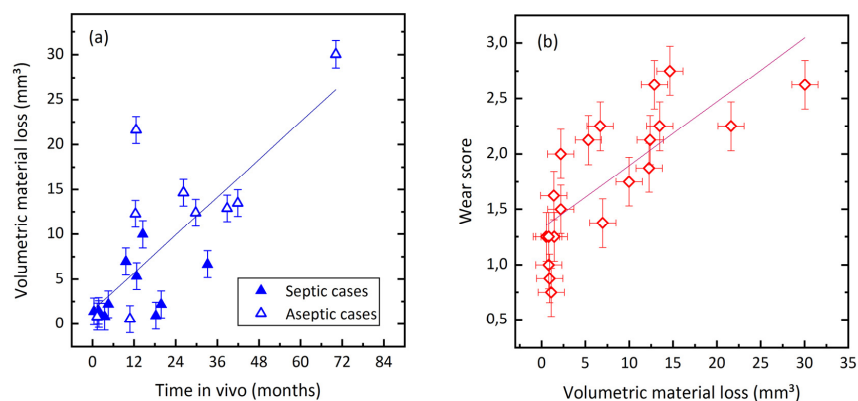 (a)
Volumetric material loss (mm³)
30
25
20
15
10
5
0
Septic cases
Aseptic cases
0 12 24 36 48 60 72 84
Time in vivo (months)
(b)
Wear score
3,0
2,5
2,0
1,5
1,0
0,5
0 5 10 15 20 25 30 35
Volumetric material loss (mm³)